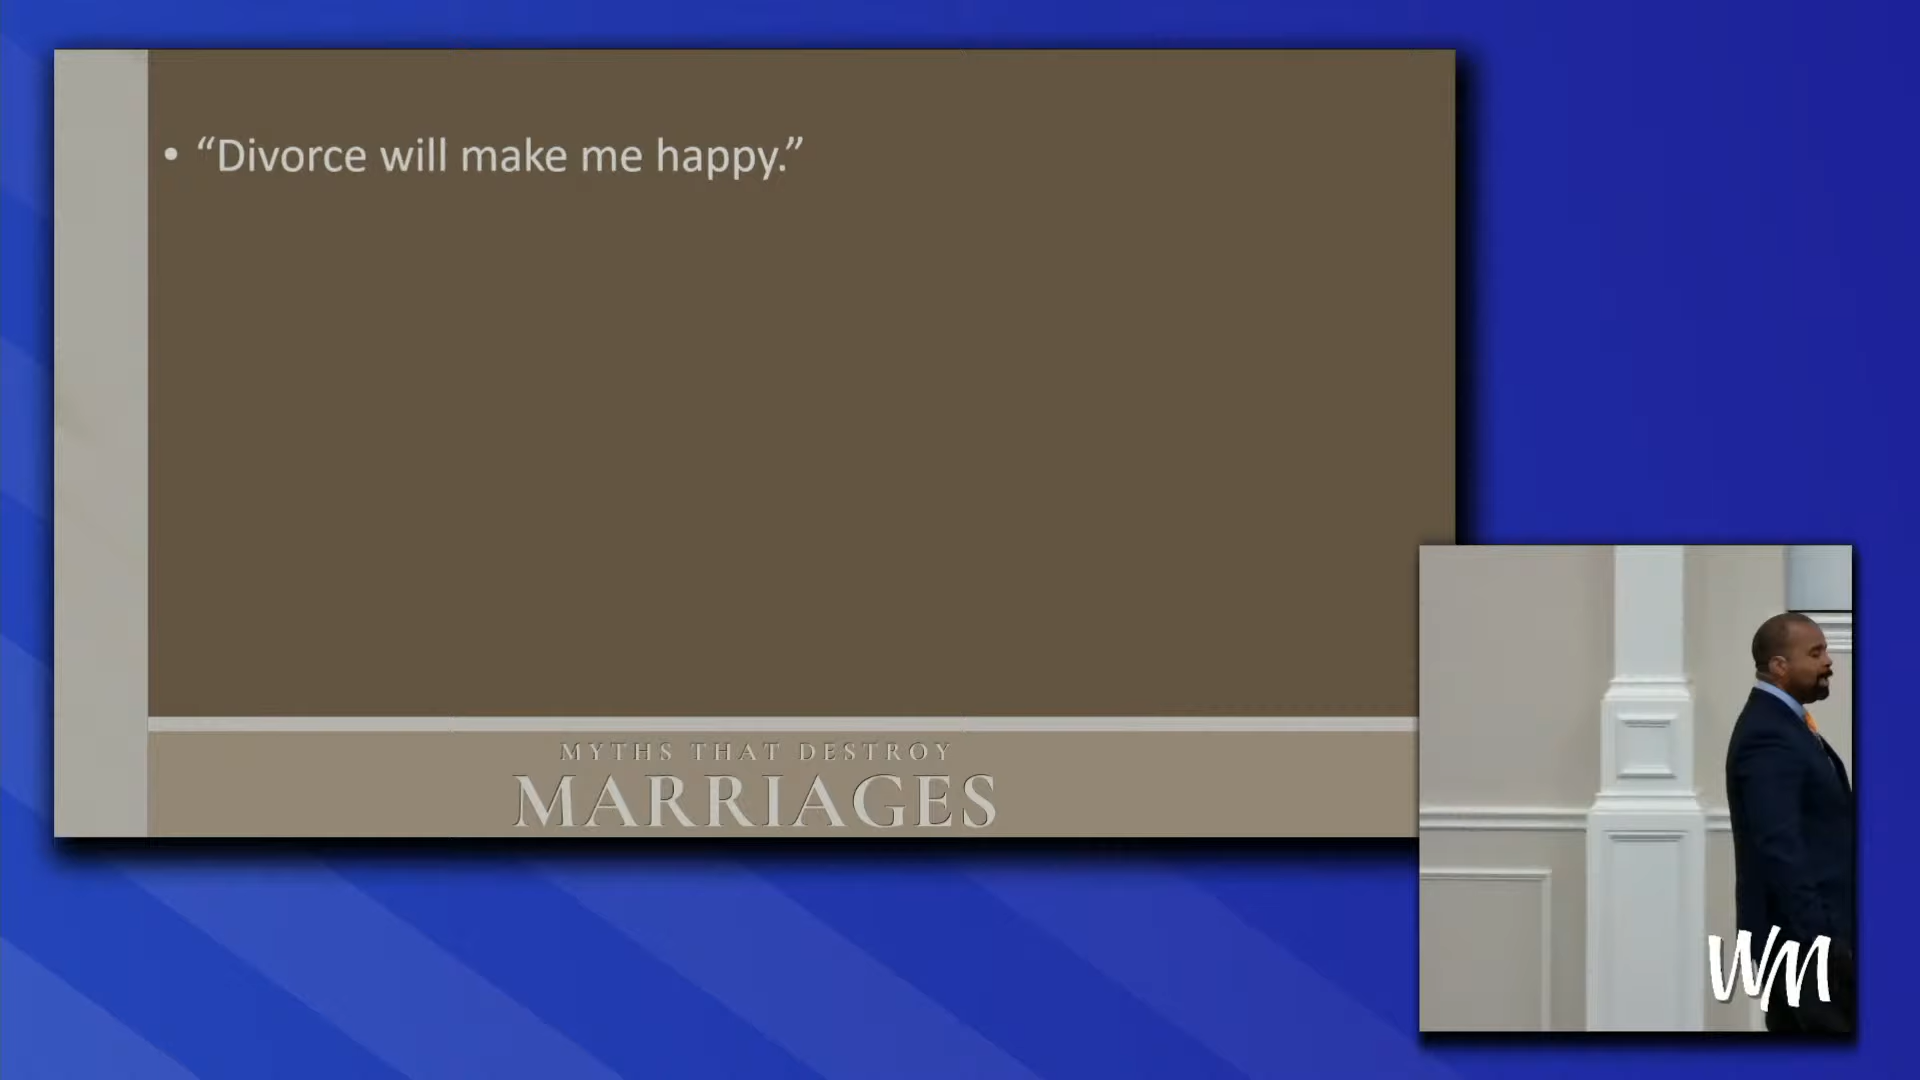 • “Divorce will make me happy.”
MYTHS THAT DESTROY
MARRIAGES
WM